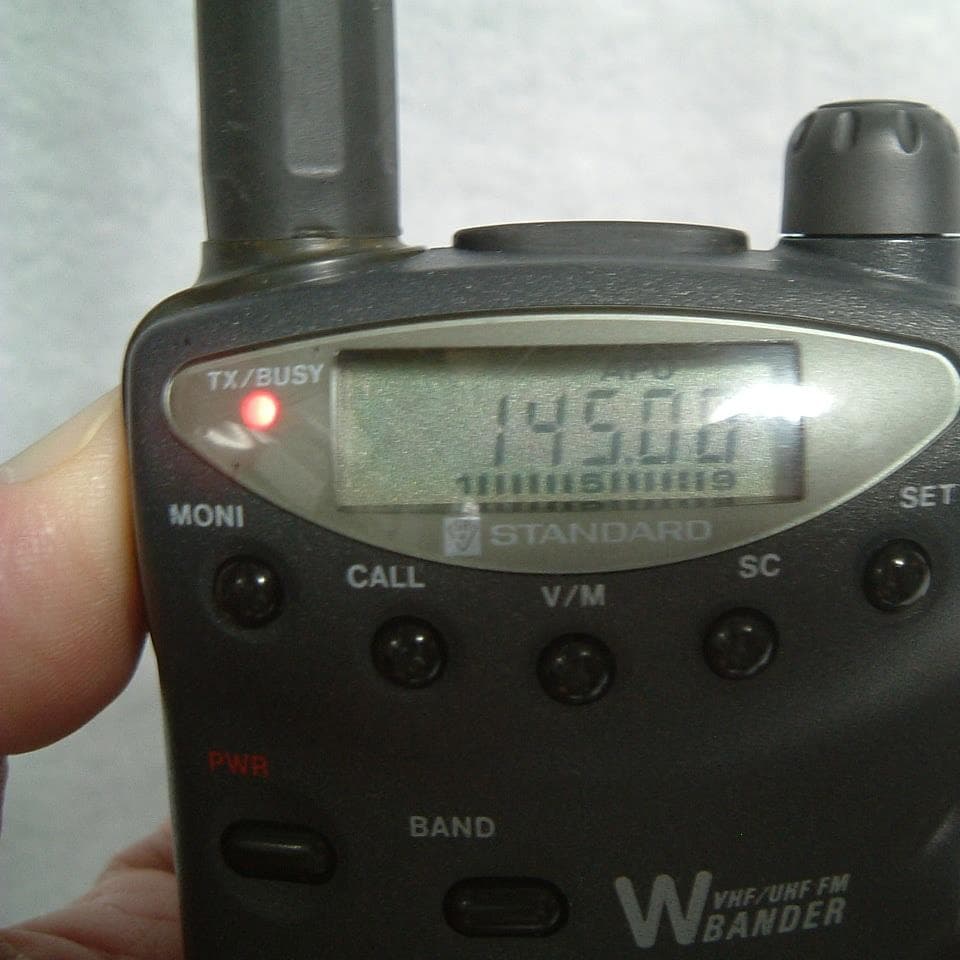 TX/BUSY
APO
145.00
1 5 9
STANDARD
MONI
CALL
V/M
SC
SET
PWR
BAND
W VHF/UHF FM
BANDER